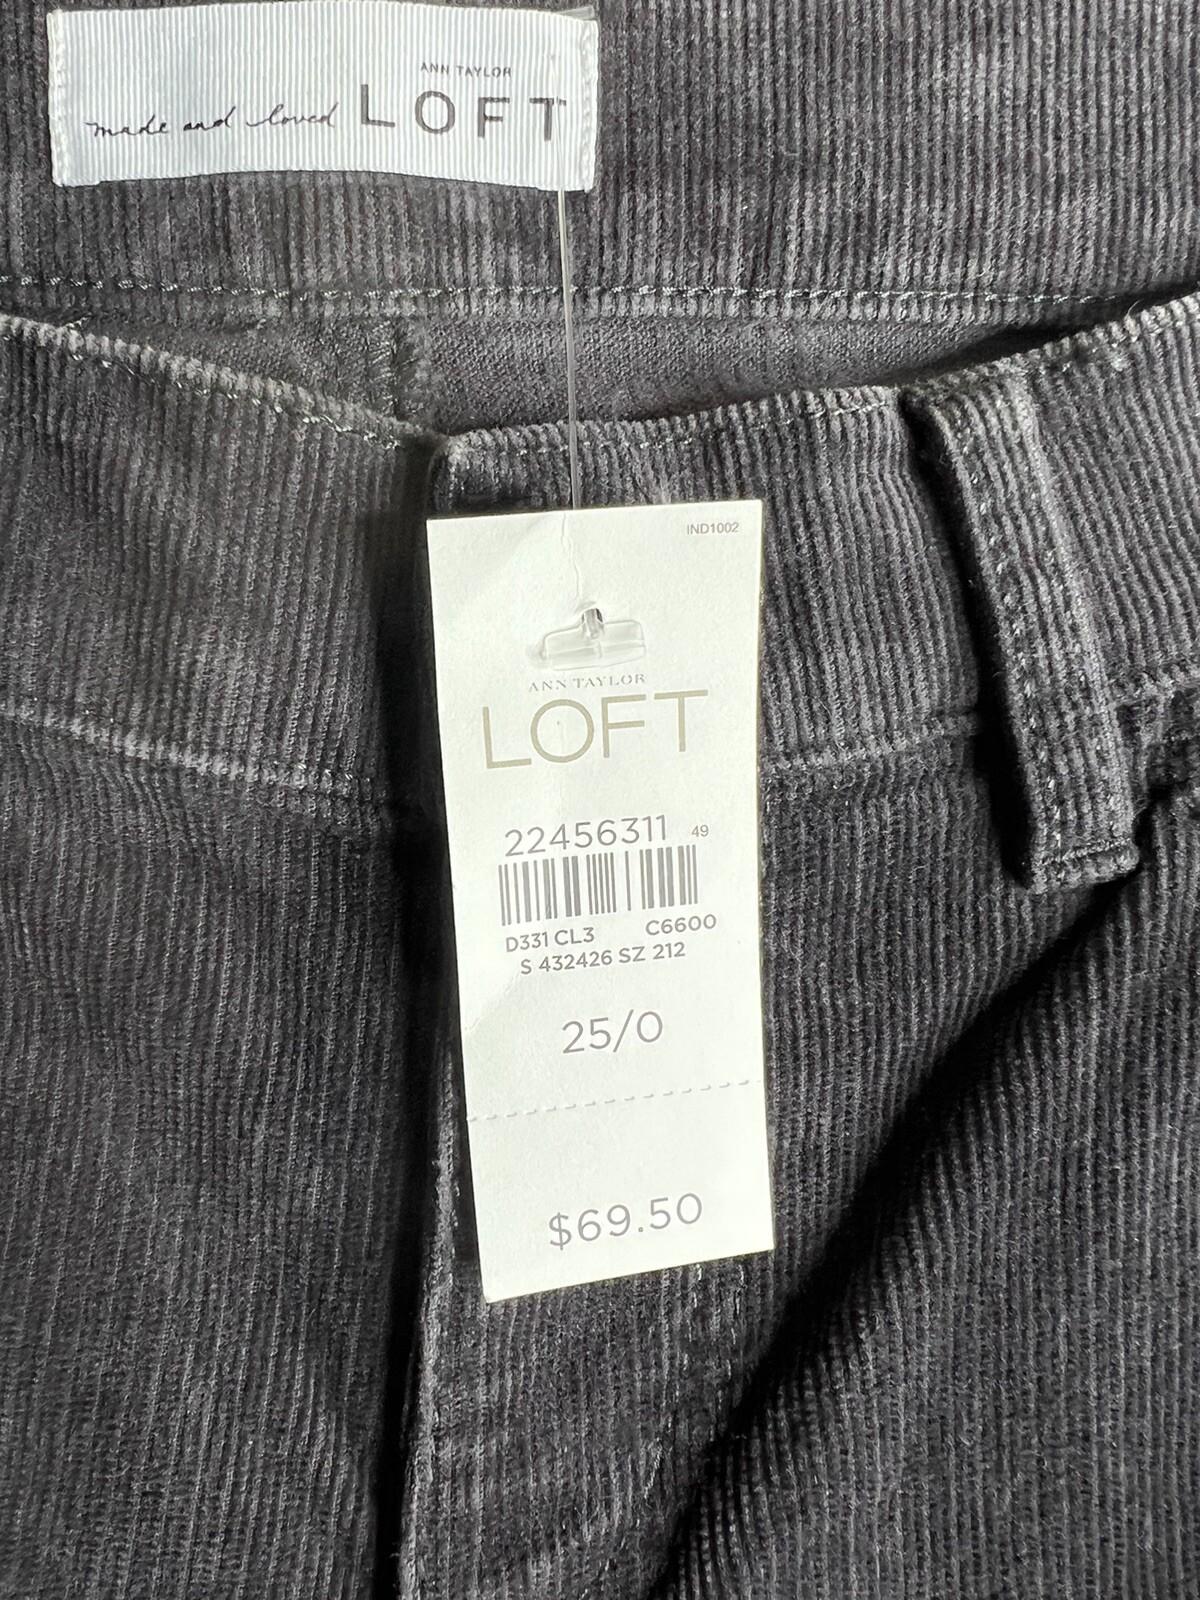 ANN TAYLOR
made and loved LOFT
IND1002
ANN TAYLOR
LOFT
22456311 49
D331 CL3 C6600
S 432426 SZ 212
25/0
$69.50